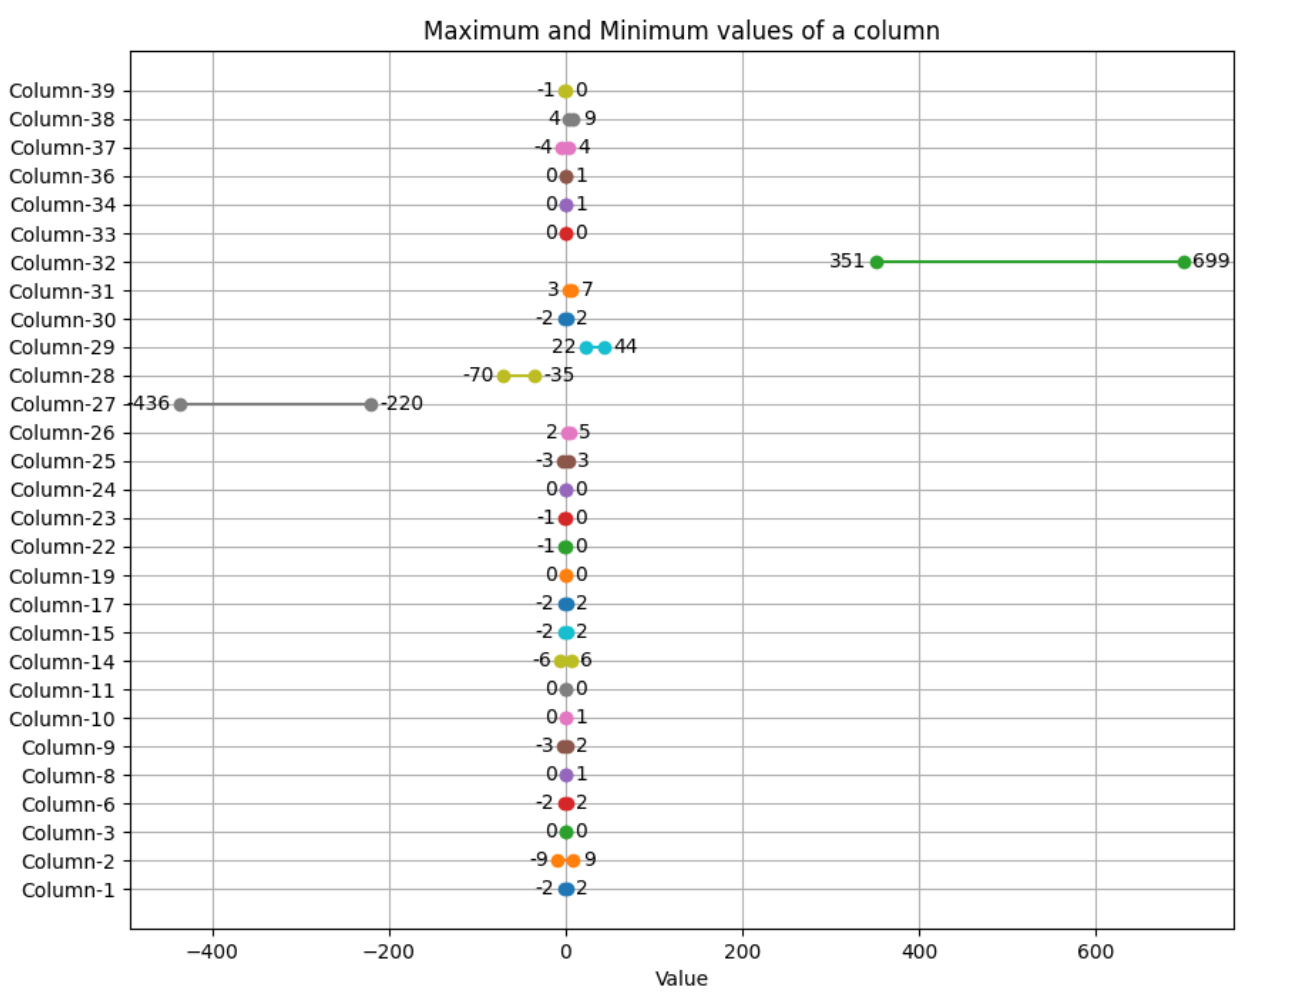 Maximum and Minimum values of a column
Column-39 -1 0
Column-38 4 9
Column-37 -4 4
Column-36 0 1
Column-34 0 1
Column-33 0 0
Column-32 351 699
Column-31 3 7
Column-30 -2 2
Column-29 22 44
Column-28 -70 -35
Column-27 -436 -220
Column-26 2 5
Column-25 -3 3
Column-24 0 0
Column-23 -1 0
Column-22 -1 0
Column-19 0 0
Column-17 -2 2
Column-15 -2 2
Column-14 -6 6
Column-11 0 0
Column-10 0 1
Column-9 -3 2
Column-8 0 1
Column-6 -2 2
Column-3 0 0
Column-2 -9 9
Column-1 -2 2
−400 −200 0 200 400 600
Value